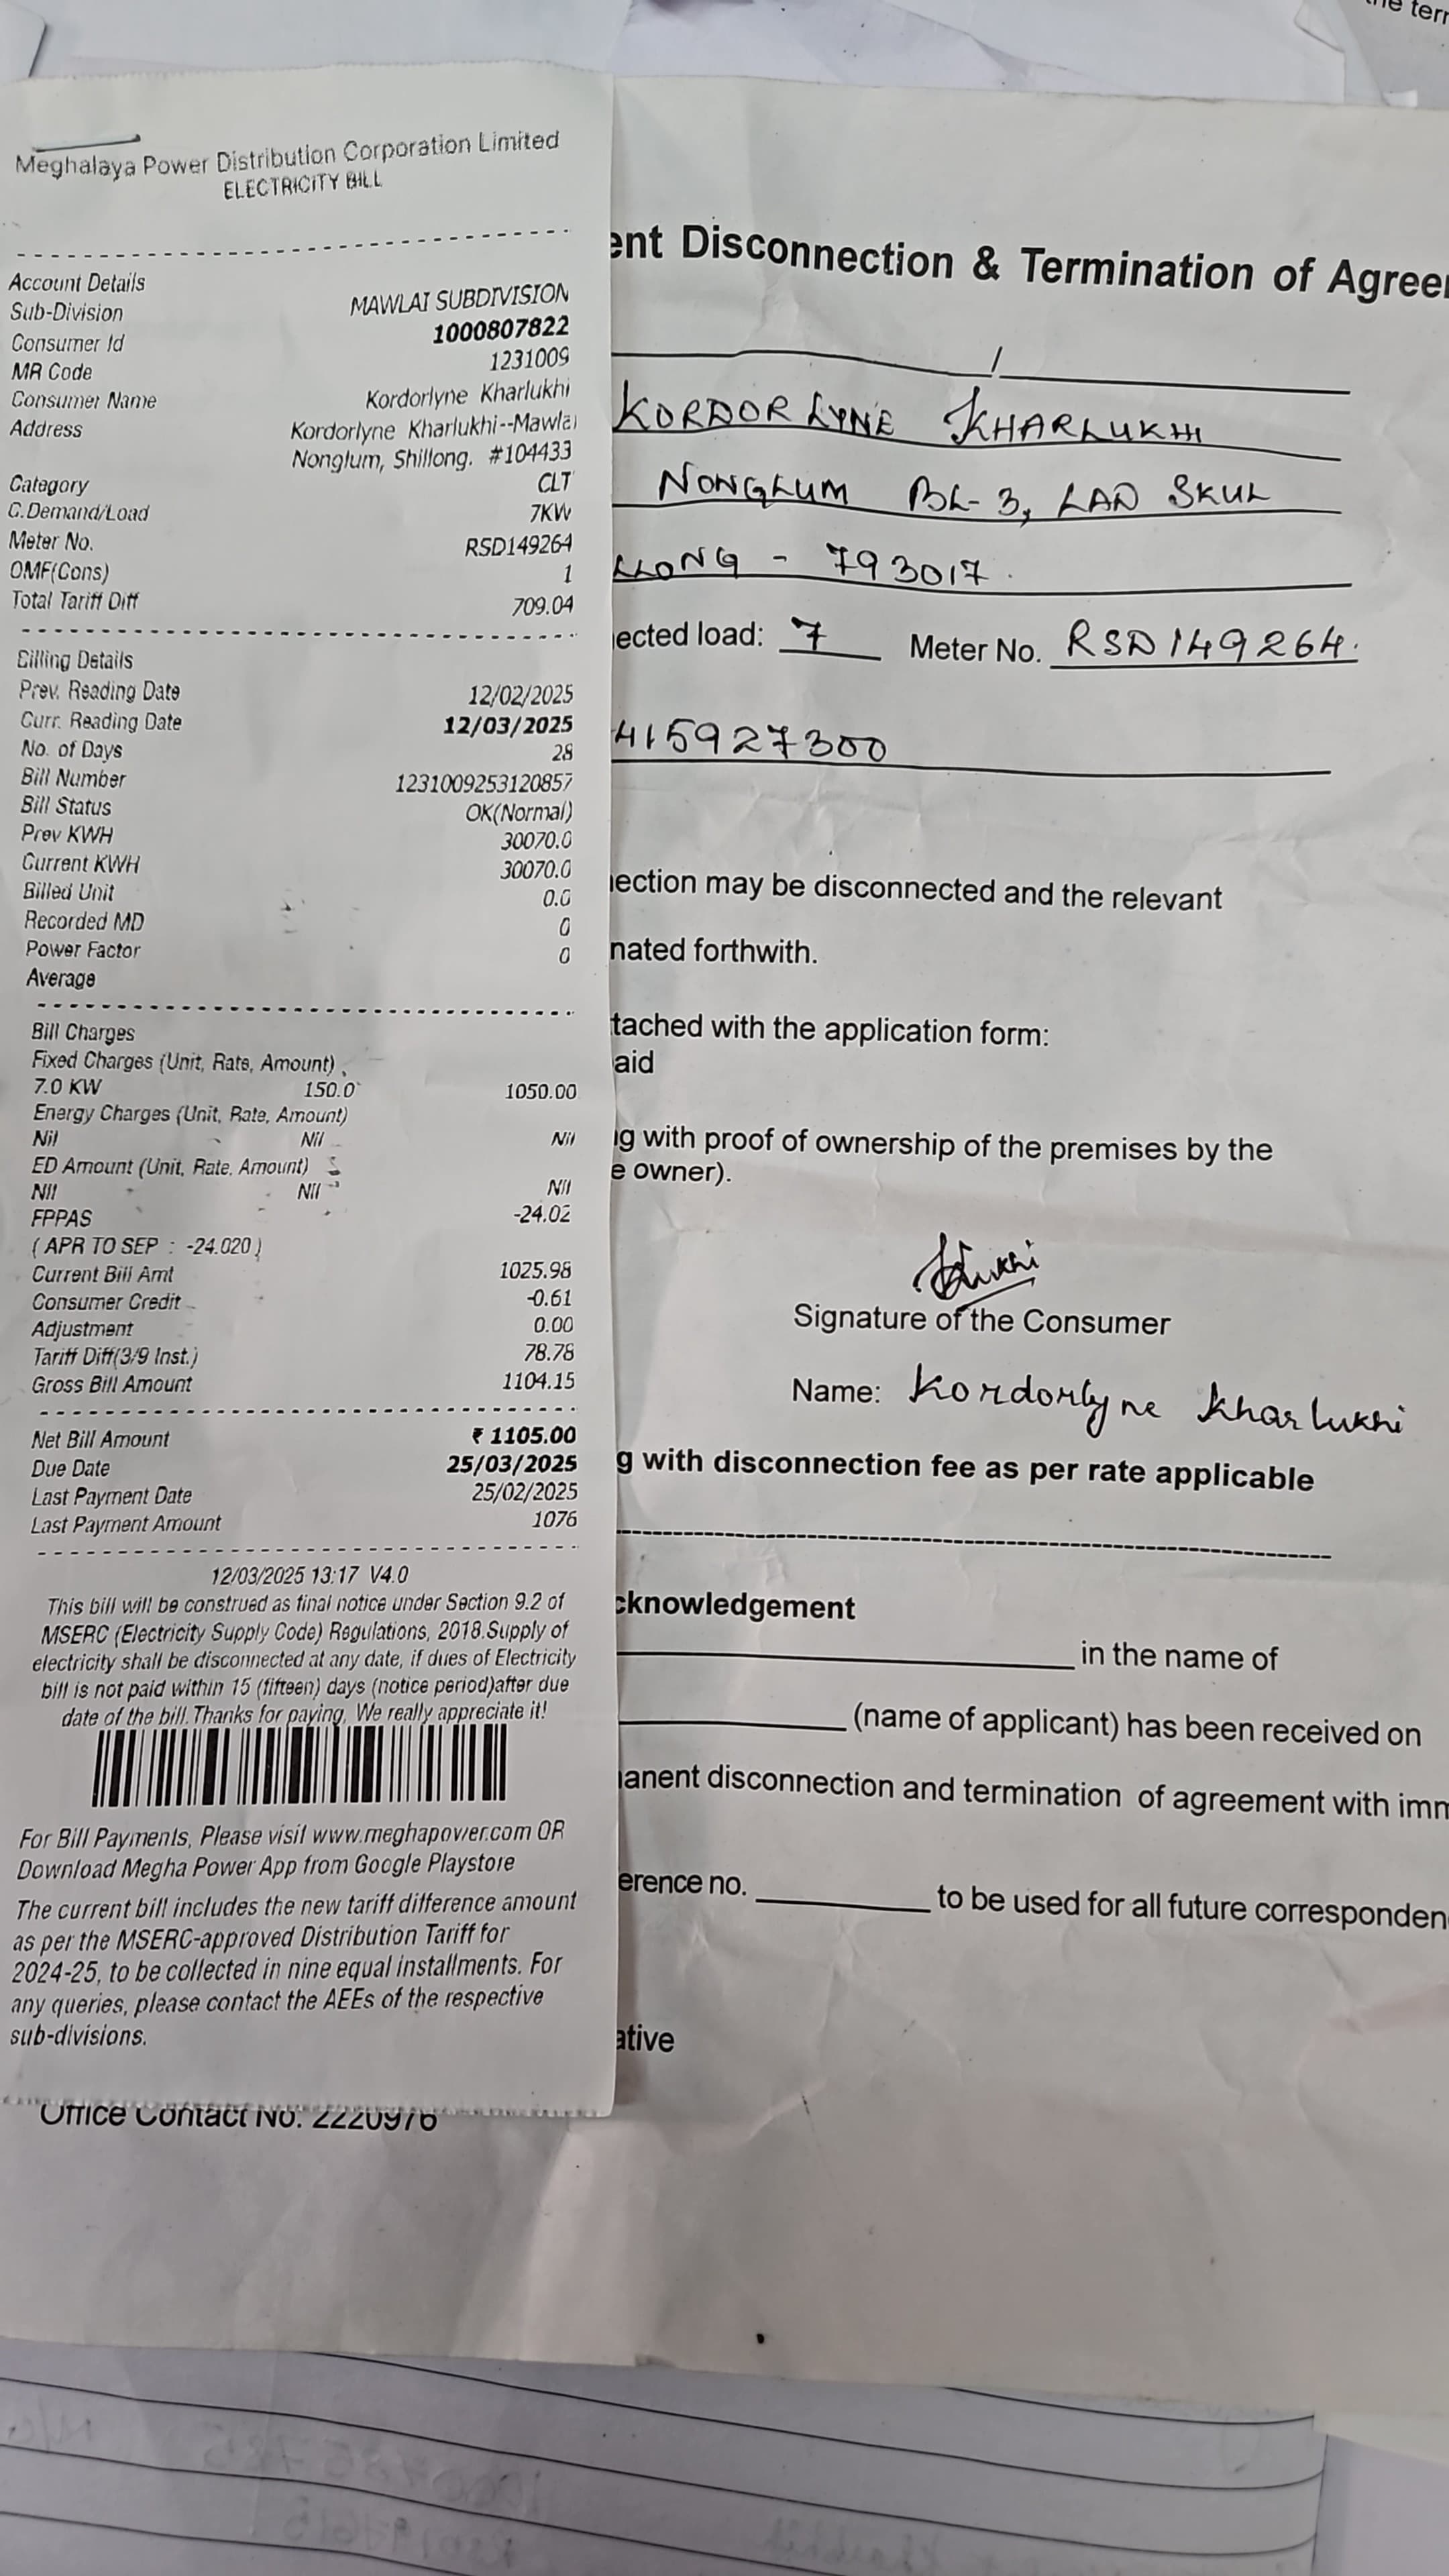 the terr
Meghalaya Power Distribution Corporation Limited
ELECTRICITY BILL
Account Details
Sub-Division MAWLAI SUBDIVISION
Consumer Id 1000807822
MR Code 1231009
Consumer Name Kordorlyne Kharlukhi
Address Kordorlyne Kharlukhi--Mawlai
Nonglum, Shillong. #104433
Category CLT
C.Demand/Load 7KW
Meter No. RSD149264
OMF(Cons) 1
Total Tariff Diff 709.04
Billing Details
Prev. Reading Date 12/02/2025
Curr. Reading Date 12/03/2025
No. of Days 28
Bill Number 1231009253120857
Bill Status OK(Normal)
Prev KWH 30070.0
Current KWH 30070.0
Billed Unit 0.0
Recorded MD 0
Power Factor 0
Average
Bill Charges
Fixed Charges (Unit, Rate, Amount)
7.0 KW 150.0 1050.00
Energy Charges (Unit, Rate, Amount)
Nil Nil Nil
ED Amount (Unit, Rate, Amount)
Nil Nil Nil
FPPAS -24.02
( APR TO SEP : -24.020 )
Current Bill Amt 1025.98
Consumer Credit -0.61
Adjustment 0.00
Tariff Diff(3/9 Inst.) 78.78
Gross Bill Amount 1104.15
Net Bill Amount ₹ 1105.00
Due Date 25/03/2025
Last Payment Date 25/02/2025
Last Payment Amount 1076
12/03/2025 13:17 V4.0
This bill will be construed as final notice under Section 9.2 of
MSERC (Electricity Supply Code) Regulations, 2018.Supply of
electricity shall be disconnected at any date, if dues of Electricity
bill is not paid within 15 (fifteen) days (notice period)after due
date of the bill.Thanks for paying, We really appreciate it!
For Bill Payments, Please visit www.meghapower.com OR
Download Megha Power App from Google Playstore
The current bill includes the new tariff difference amount
as per the MSERC-approved Distribution Tariff for
2024-25, to be collected in nine equal installments. For
any queries, please contact the AEEs of the respective
sub-divisions.
ent Disconnection & Termination of Agreer
/
KORDORLYNE KHARLUKHI
NONGLUM BL-3, LAD SKUL
LLONG - 793017.
ected load: 7 Meter No. RSD149264.
415927300
ection may be disconnected and the relevant
nated forthwith.
tached with the application form:
aid
g with proof of ownership of the premises by the
e owner).
Signature of the Consumer
Name: Kordorlyne Kharlukhi
g with disconnection fee as per rate applicable
cknowledgement
in the name of
(name of applicant) has been received on
anent disconnection and termination of agreement with imm
erence no. to be used for all future corresponden
ative
Office Contact No. 2220976